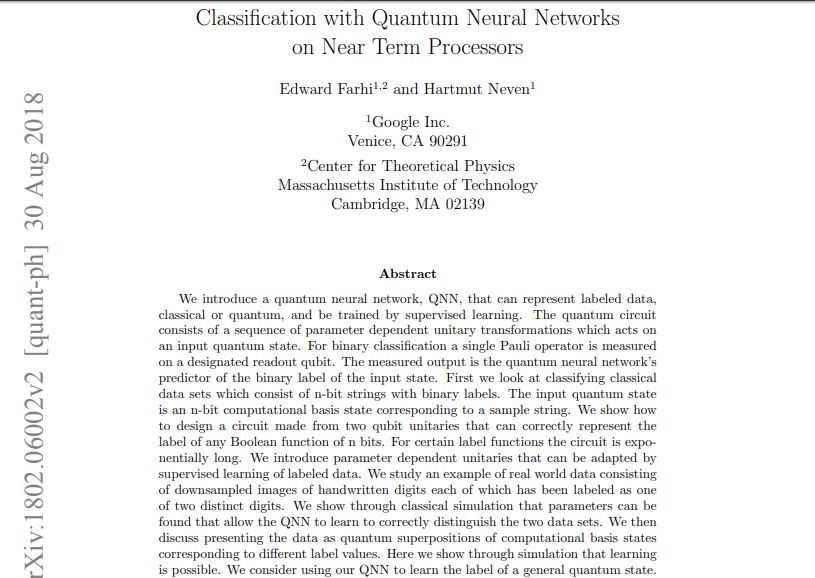 Classification with Quantum Neural Networks
on Near Term Processors
Edward Farhi1,2 and Hartmut Neven1
1Google Inc.
Venice, CA 90291
2Center for Theoretical Physics
Massachusetts Institute of Technology
Cambridge, MA 02139
rXiv:1802.06002v2 [quant-ph] 30 Aug 2018
Abstract
We introduce a quantum neural network, QNN, that can represent labeled data,
classical or quantum, and be trained by supervised learning. The quantum circuit
consists of a sequence of parameter dependent unitary transformations which acts on
an input quantum state. For binary classification a single Pauli operator is measured
on a designated readout qubit. The measured output is the quantum neural network's
predictor of the binary label of the input state. First we look at classifying classical
data sets which consist of n-bit strings with binary labels. The input quantum state
is an n-bit computational basis state corresponding to a sample string. We show how
to design a circuit made from two qubit unitaries that can correctly represent the
label of any Boolean function of n bits. For certain label functions the circuit is expo-
nentially long. We introduce parameter dependent unitaries that can be adapted by
supervised learning of labeled data. We study an example of real world data consisting
of downsampled images of handwritten digits each of which has been labeled as one
of two distinct digits. We show through classical simulation that parameters can be
found that allow the QNN to learn to correctly distinguish the two data sets. We then
discuss presenting the data as quantum superpositions of computational basis states
corresponding to different label values. Here we show through simulation that learning
is possible. We consider using our QNN to learn the label of a general quantum state.